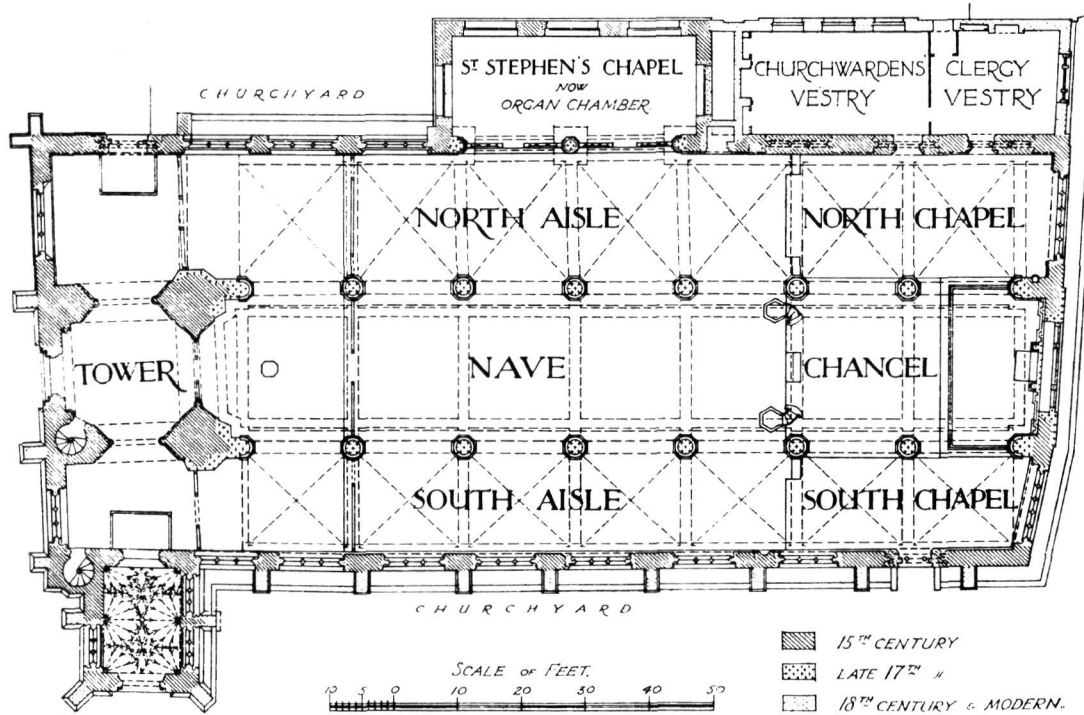 ST STEPHEN'S CHAPEL
NOW
ORGAN CHAMBER
CHURCHWARDENS
VESTRY
CLERGY
VESTRY
CHURCHYARD
NORTH AISLE
NORTH CHAPEL
TOWER
NAVE
CHANCEL
SOUTH AISLE
SOUTH CHAPEL
CHURCHYARD
SCALE OF FEET.
10 5 0 10 20 30 40 50
15TH CENTURY
LATE 17TH "
18TH CENTURY & MODERN..